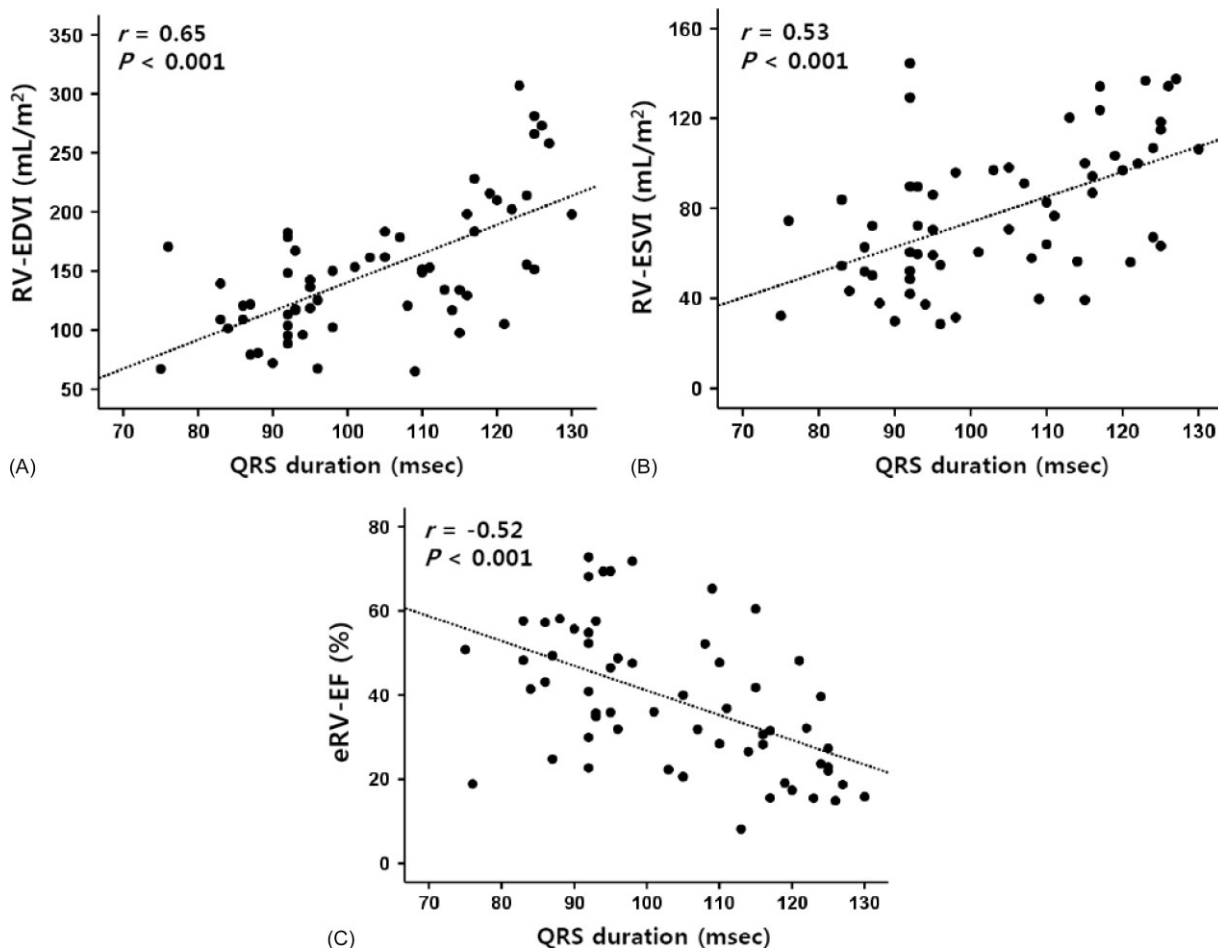 r = 0.65
P < 0.001
350
300
250
200
150
100
50
RV-EDVI (mL/m²)
70 80 90 100 110 120 130
QRS duration (msec)
(A)
r = 0.53
P < 0.001
160
120
80
40
0
RV-ESVI (mL/m²)
70 80 90 100 110 120 130
QRS duration (msec)
(B)
r = -0.52
P < 0.001
80
60
40
20
0
eRV-EF (%)
70 80 90 100 110 120 130
QRS duration (msec)
(C)